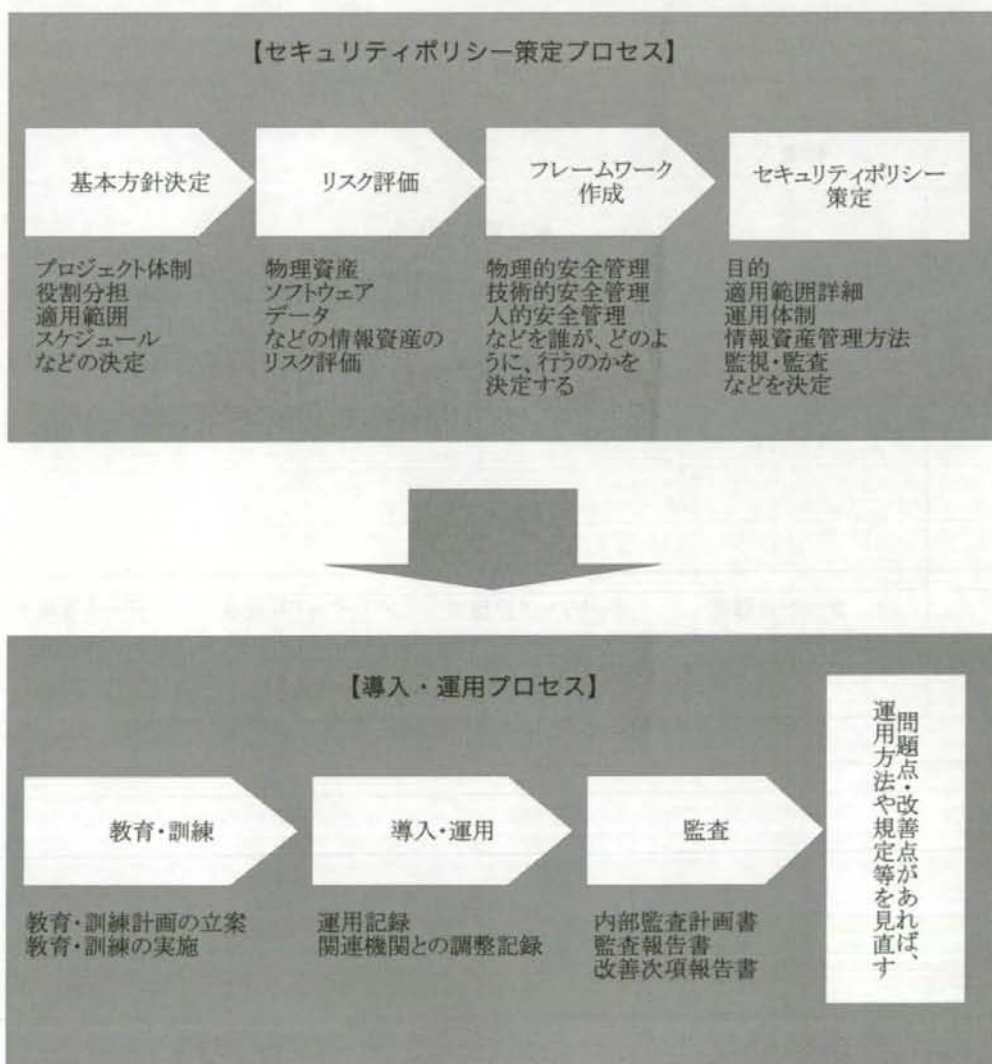 【セキュリティポリシー策定プロセス】
基本方針決定
プロジェクト体制
役割分担
適用範囲
スケジュール
などの決定
リスク評価
物理資産
ソフトウェア
データ
などの情報資産の
リスク評価
フレームワーク
作成
物理的安全管理
技術的安全管理
人的安全管理
などを誰が、どのよ
うに、行うのかを
決定する
セキュリティポリシー
策定
目的
適用範囲詳細
運用体制
情報資産管理方法
監視・監査
などを決定
【導入・運用プロセス】
教育・訓練
教育・訓練計画の立案
教育・訓練の実施
導入・運用
運用記録
関連機関との調整記録
監査
内部監査計画書
監査報告書
改善次項報告書
問題点・改善点があれば、
運用方法や規定等を見直す